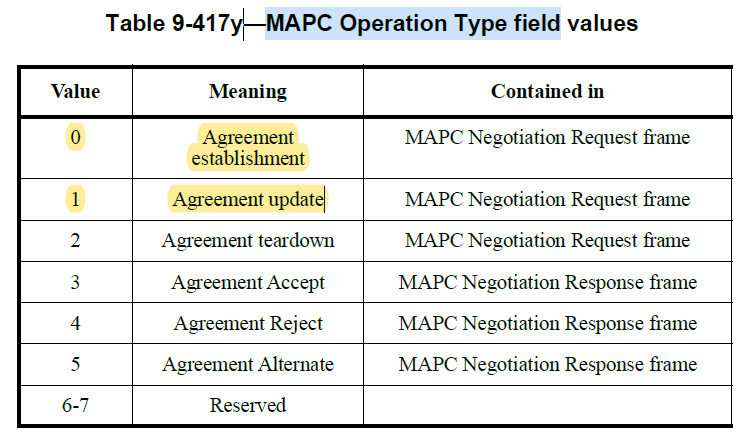 Table 9-417y—MAPC Operation Type field values
Value Meaning Contained in
0 Agreement establishment MAPC Negotiation Request frame
1 Agreement update MAPC Negotiation Request frame
2 Agreement teardown MAPC Negotiation Request frame
3 Agreement Accept MAPC Negotiation Response frame
4 Agreement Reject MAPC Negotiation Response frame
5 Agreement Alternate MAPC Negotiation Response frame
6-7 Reserved